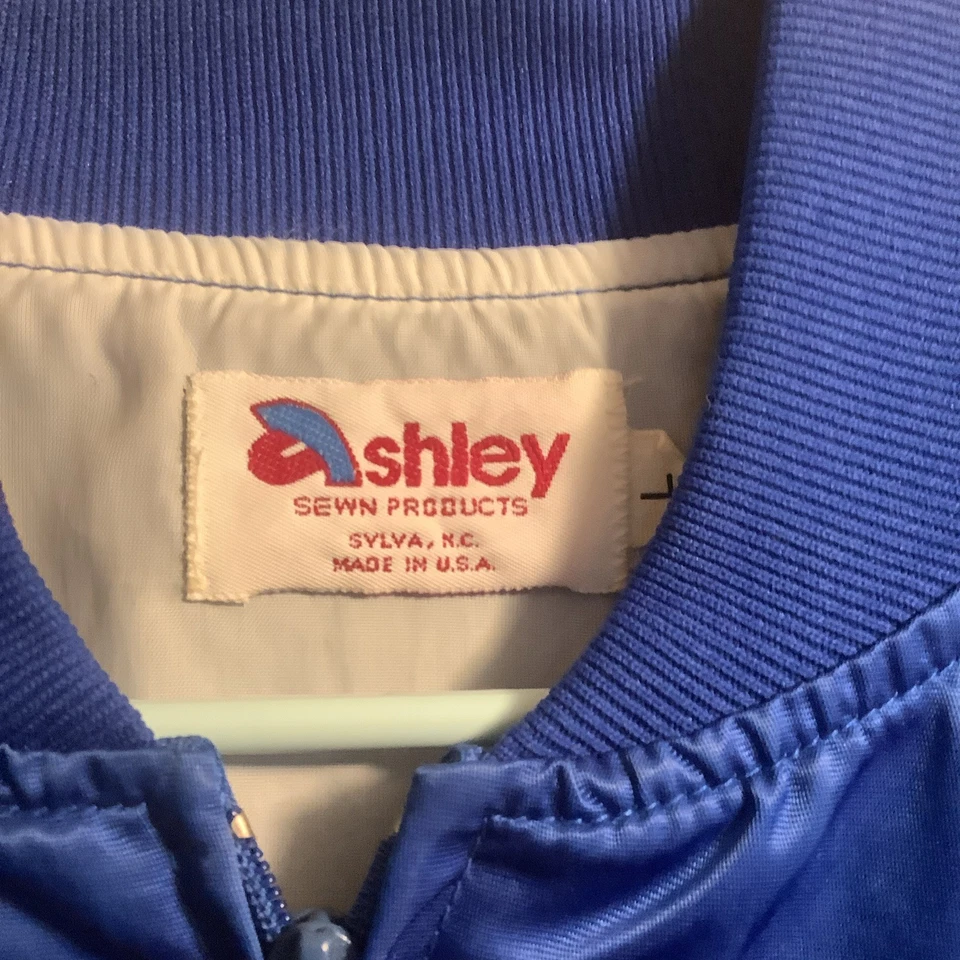 Ashley
SEWN PRODUCTS
SYLVA, N.C.
MADE IN U.S.A.
L